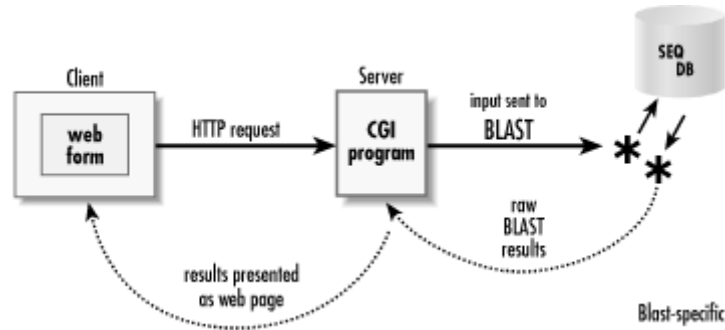 Client
web
form
HTTP request
Server
CGI
program
input sent to
BLAST
SEQ
DB
*
*
raw
BLAST
results
results presented
as web page
Blast-specific